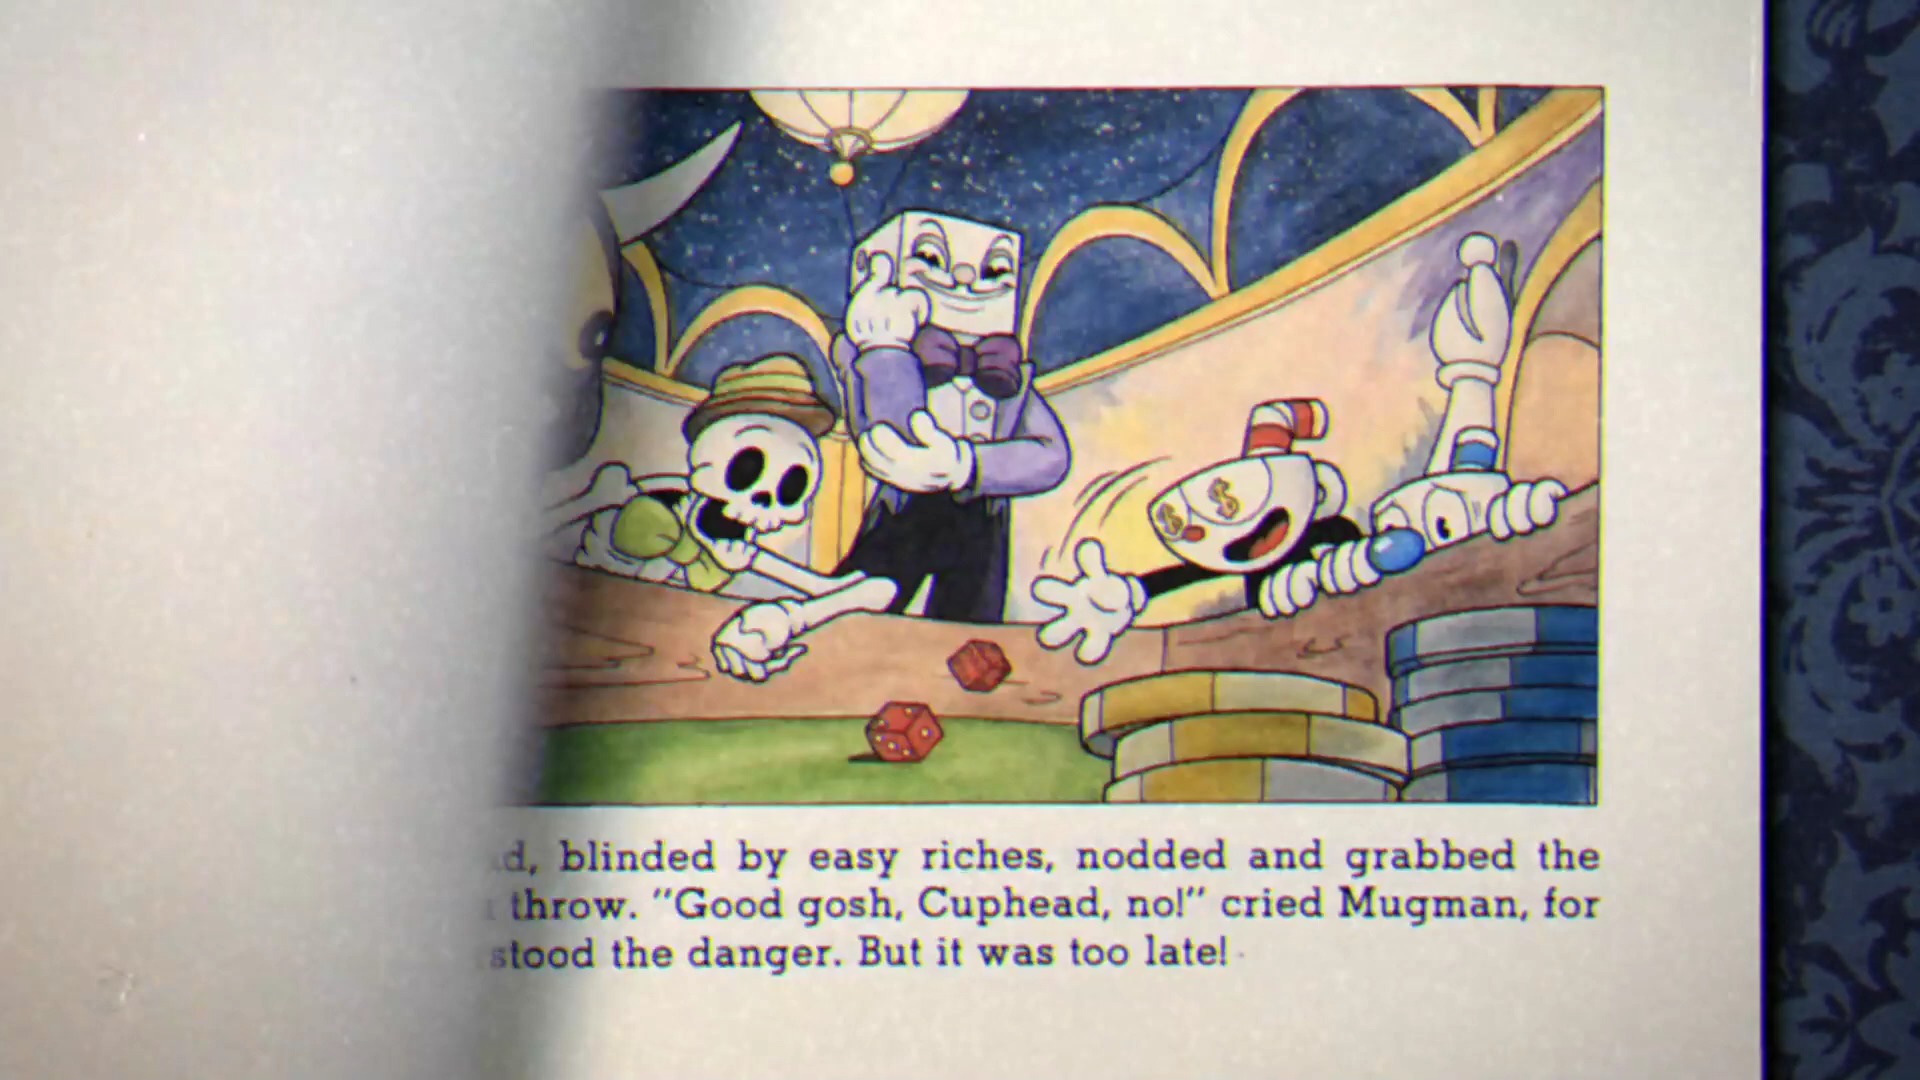 blinded by easy riches, nodded and grabbed the
throw. "Good gosh, Cuphead, no!" cried Mugman, for
stood the danger. But it was too late!